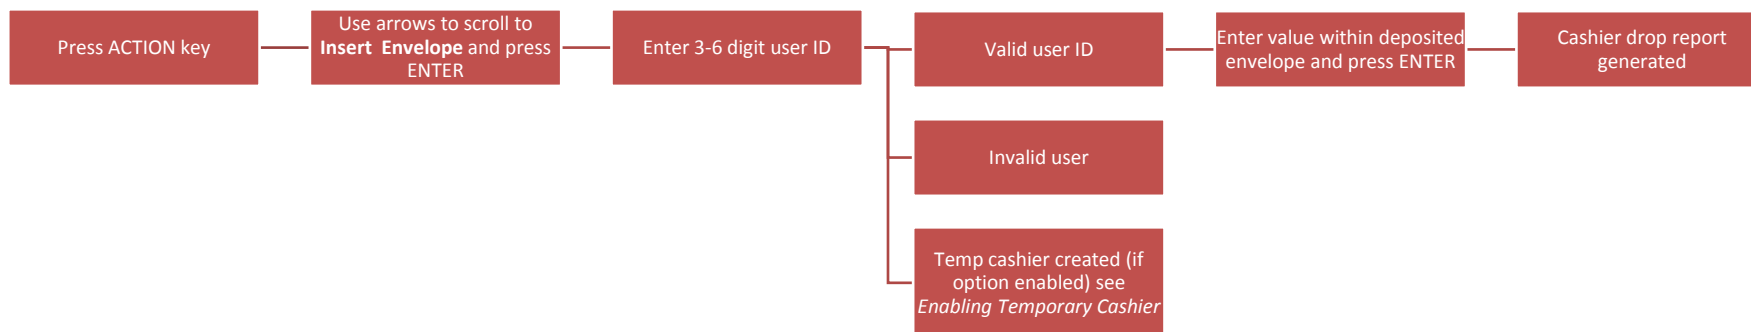 Press ACTION key
Use arrows to scroll to
Insert Envelope and press
ENTER
Enter 3-6 digit user ID
Valid user ID
Enter value within deposited
envelope and press ENTER
Cashier drop report
generated
Invalid user
Temp cashier created (if
option enabled) see
Enabling Temporary Cashier